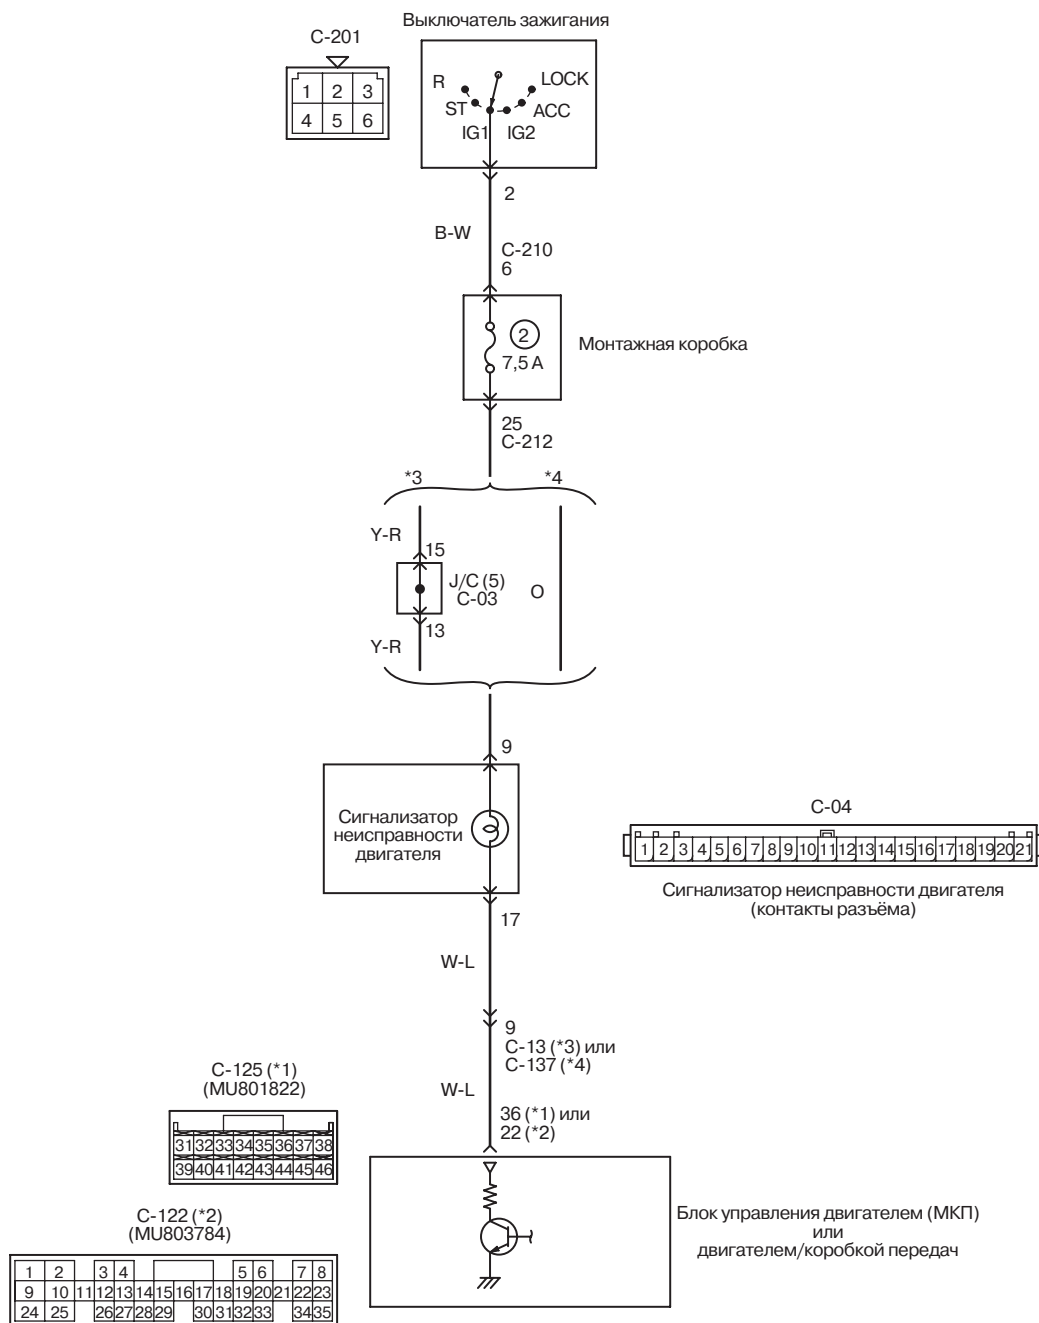 Выключатель зажигания
C-201
1 2 3
4 5 6
R
LOCK
ST
ACC
IG1 IG2
2
B-W
C-210
6
2
7,5 A
Монтажная коробка
25
C-212
*3
*4
Y-R
15
J/C (5)
C-03
O
13
Y-R
9
Сигнализатор
неисправности
двигателя
C-04
1 2 3 4 5 6 7 8 9 10 11 12 13 14 15 16 17 18 19 20 21
Сигнализатор неисправности двигателя
(контакты разъёма)
17
W-L
9
C-13 (*3) или
C-137 (*4)
W-L
36 (*1) или
22 (*2)
C-125 (*1)
(MU801822)
31 32 33 34 35 36 37 38
39 40 41 42 43 44 45 46
Блок управления двигателем (МКП)
или
двигателем/коробкой передач
C-122 (*2)
(MU803784)
1 2 3 4 5 6 7 8
9 10 11 12 13 14 15 16 17 18 19 20 21 22 23
24 25 26 27 28 29 30 31 32 33 34 35